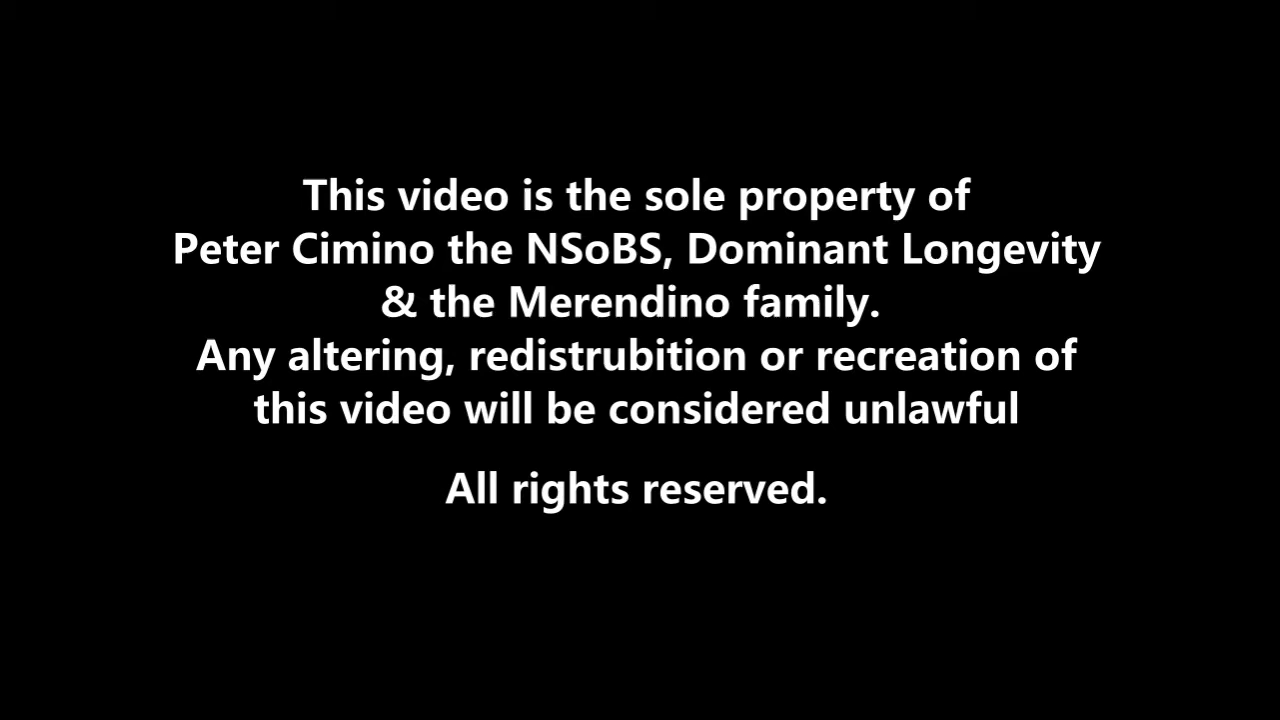 This video is the sole property of
Peter Cimino the NSoBS, Dominant Longevity
& the Merendino family.
Any altering, redistrubition or recreation of
this video will be considered unlawful
All rights reserved.